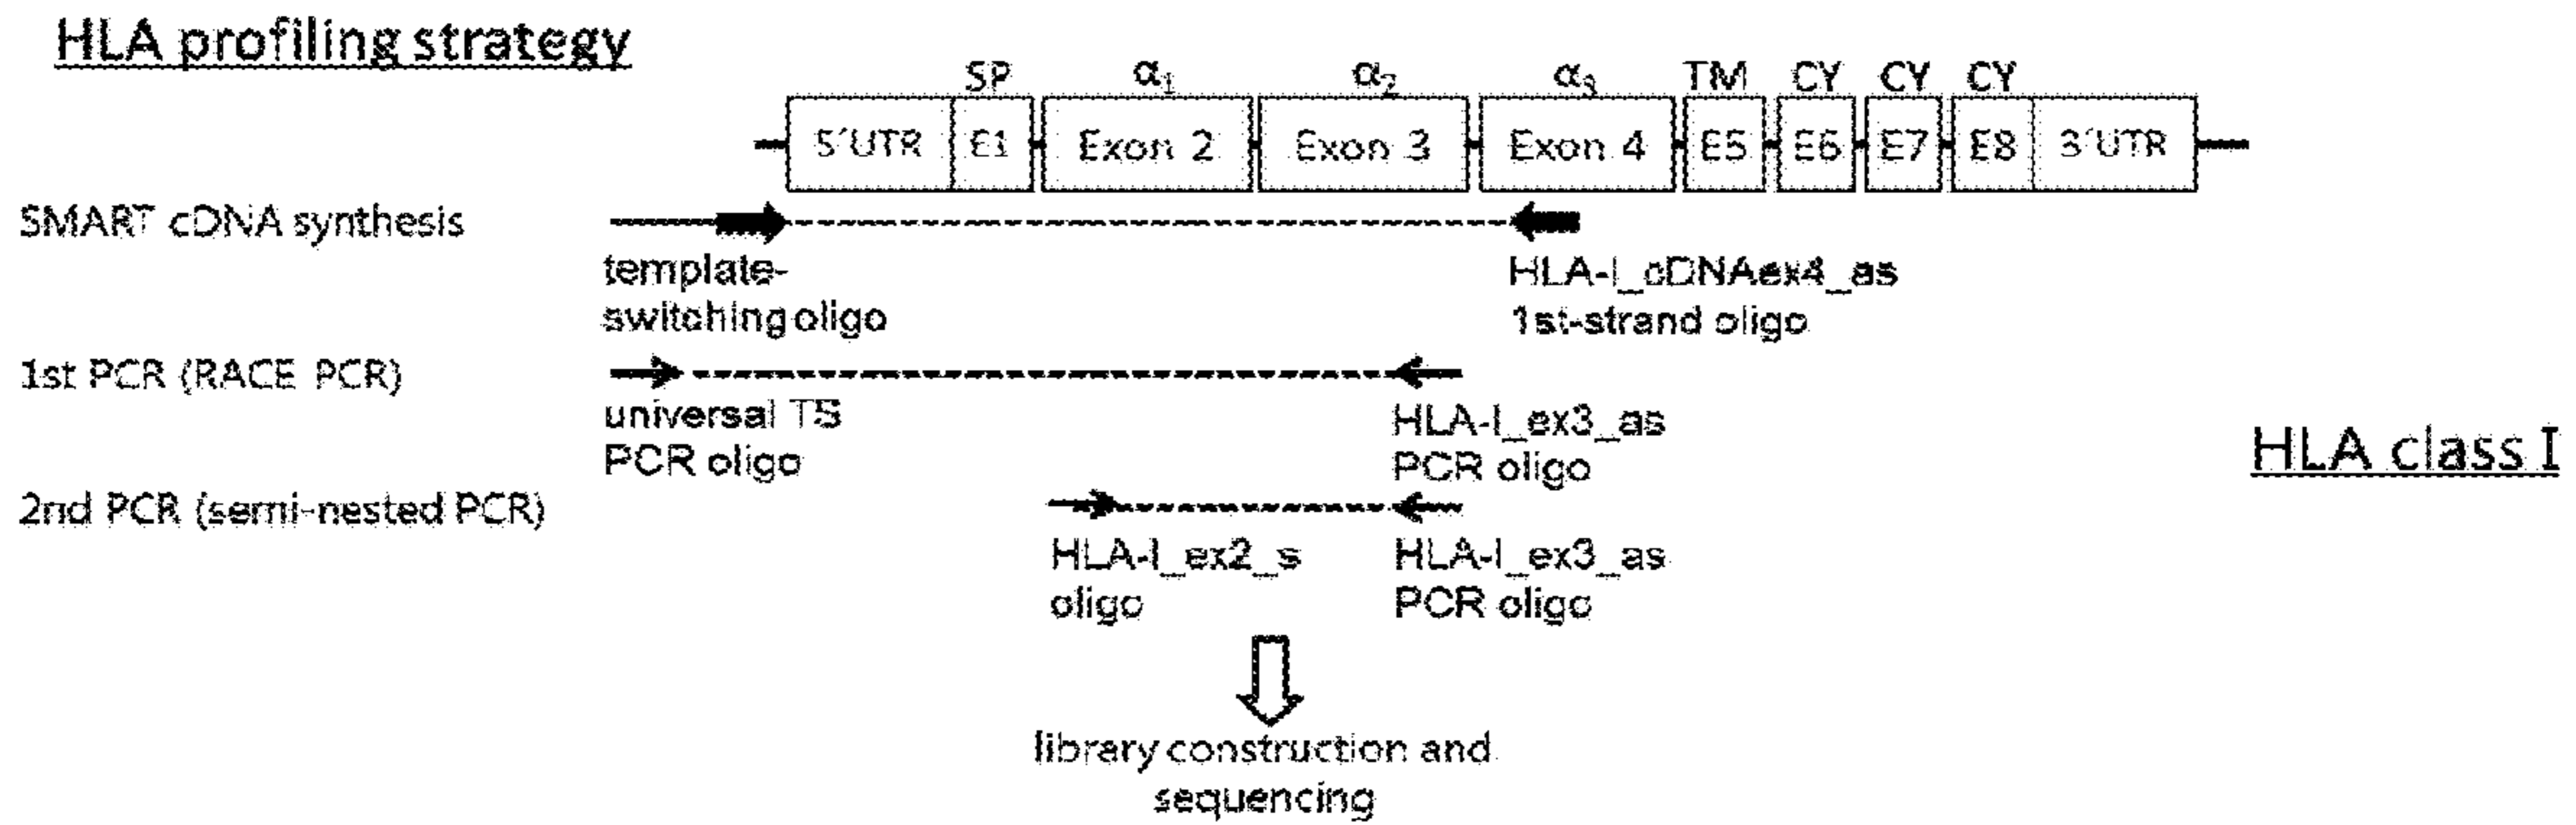 HLA profiling strategy
SP α1 α2 α3 TM CY CY CY
5´UTR E1 Exon 2 Exon 3 Exon 4 E5 E6 E7 E8 3´UTR
SMART cDNA synthesis
template-
switching oligo
HLA-I_cDNAex4_as
1st-strand oligo
1st PCR (RACE PCR)
universal TS
PCR oligo
HLA-I_ex3_as
PCR oligo
HLA class I
2nd PCR (semi-nested PCR)
HLA-I_ex2_s
oligo
HLA-I_ex3_as
PCR oligo
library construction and
sequencing